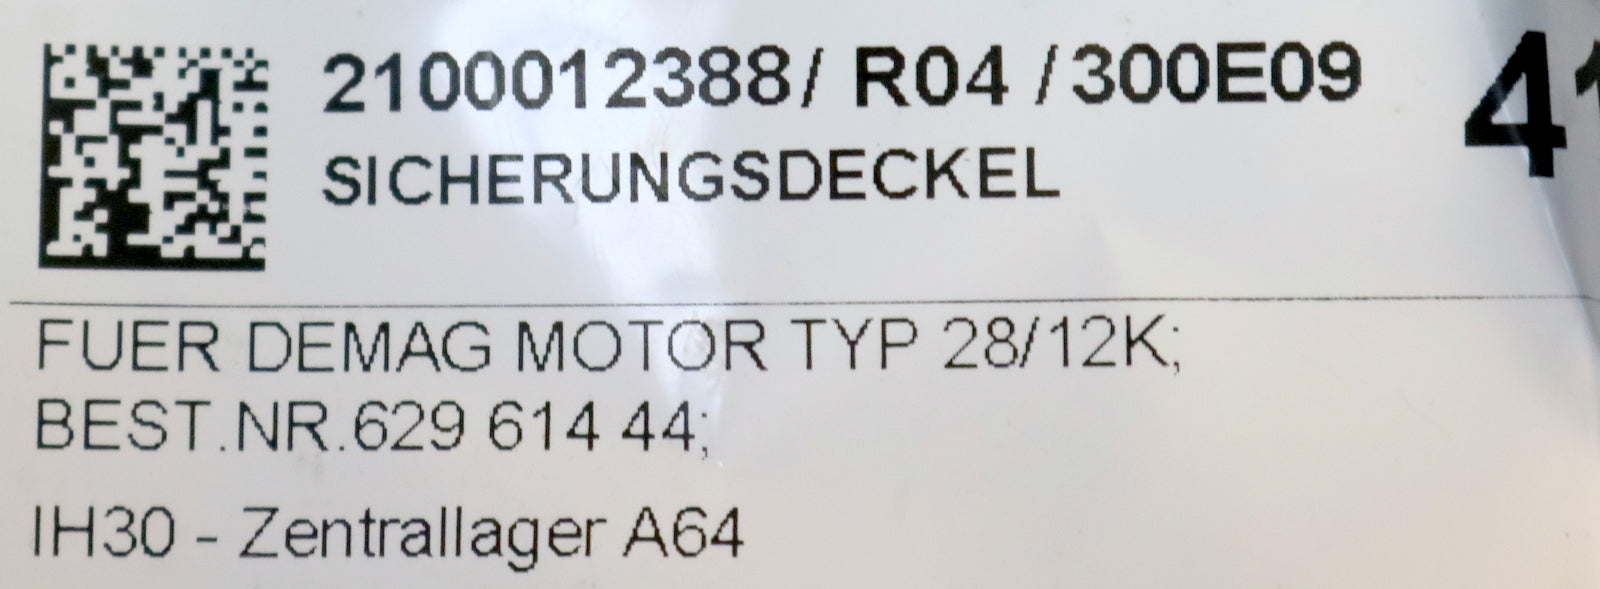 2100012388/ R04 /300E09
SICHERUNGSDECKEL
FUER DEMAG MOTOR TYP 28/12K;
BEST.NR.629 614 44;
IH30 - Zentrallager A64